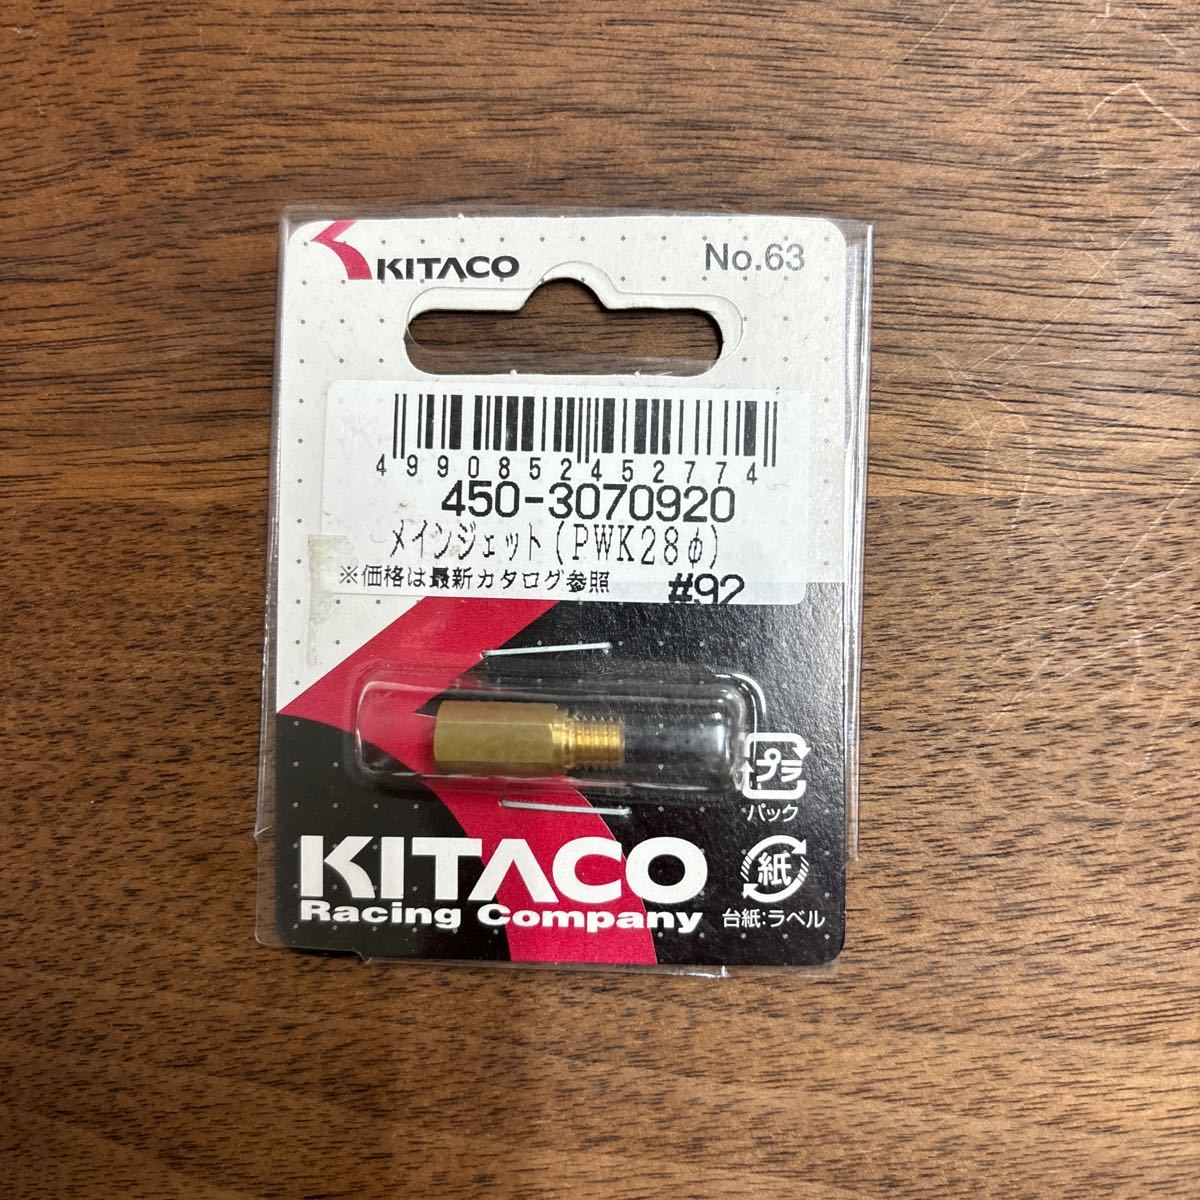 KITACO
No.63
4990852452774
450-3070920
メインジェット(PWK28φ)
※価格は最新カタログ参照 #92
プラ
パック
KITACO
Racing Company
紙
台紙:ラベル